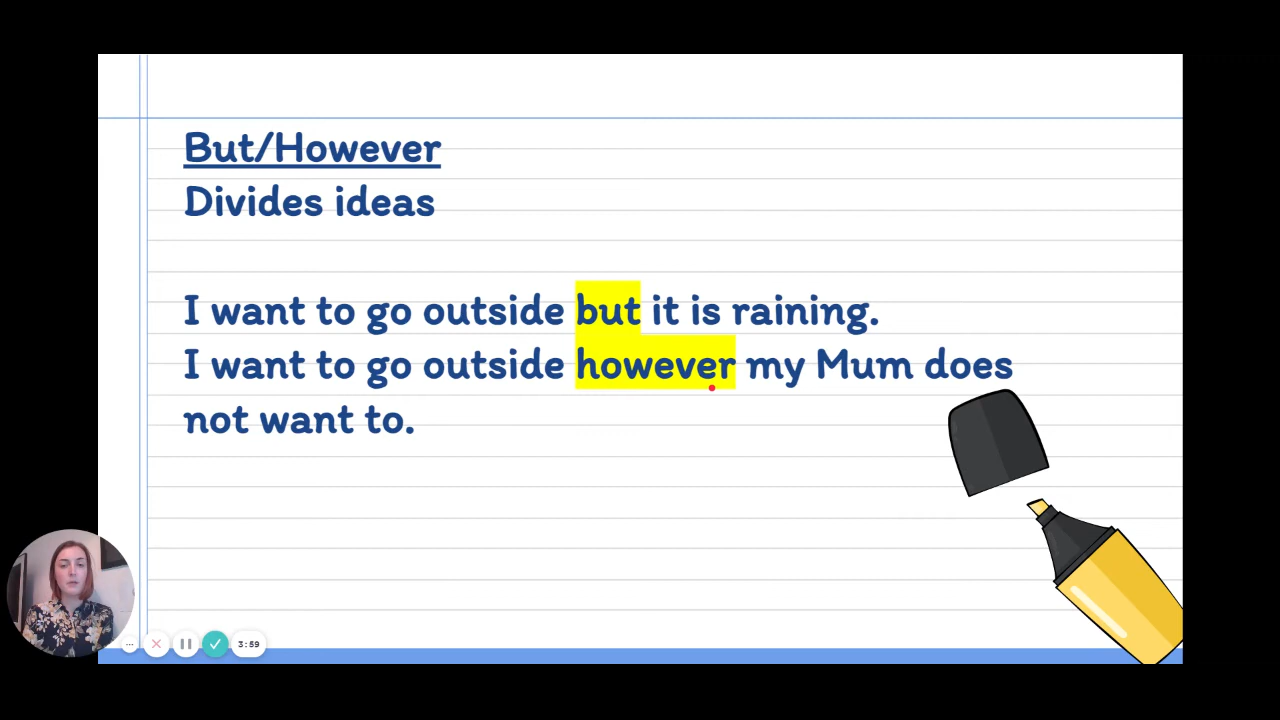 But/However
Divides ideas
I want to go outside but it is raining.
I want to go outside however my Mum does
not want to.
3:59